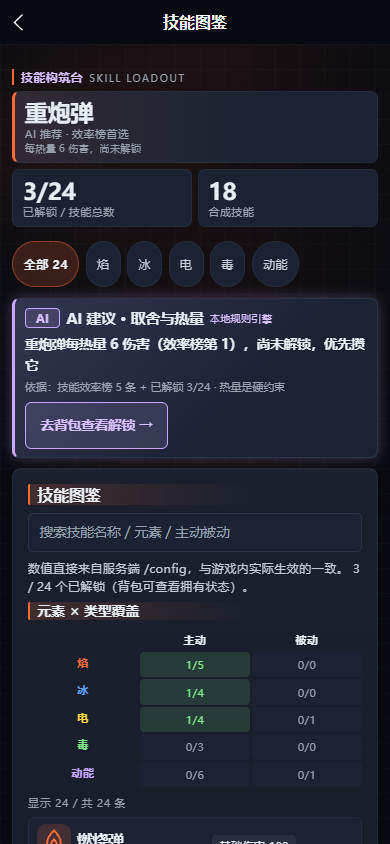 技能图鉴
技能构筑台 SKILL LOADOUT
重炮弹
AI 推荐 · 效率榜首选
每热量 6 伤害，尚未解锁
3/24
已解锁 / 技能总数
18
合成技能
全部 24
焰
冰
电
毒
动能
AI AI 建议 · 取舍与热量 本地规则引擎
重炮弹每热量 6 伤害（效率榜第 1），尚未解锁，优先攒
它
依据：技能效率榜 5 条 + 已解锁 3/24 · 热量是硬约束
去背包查看解锁 →
技能图鉴
搜索技能名称 / 元素 / 主动被动
数值直接来自服务端 /config，与游戏内实际生效的一致。 3
/ 24 个已解锁（背包可查看拥有状态）。
元素 × 类型覆盖
主动 被动
焰 1/5 0/0
冰 1/4 0/0
电 1/4 0/1
毒 0/3 0/0
动能 0/6 0/1
显示 24 / 共 24 条
燃烧弹